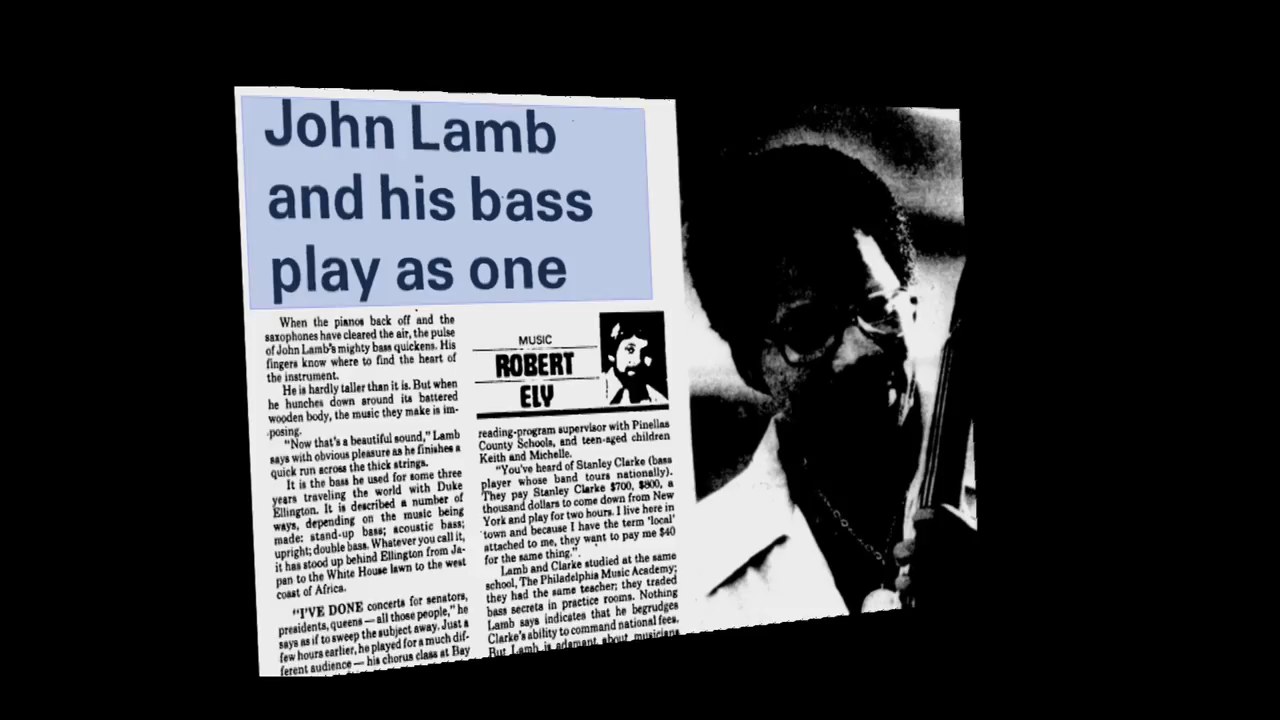 John Lamb
and his bass
play as one
When the pianos back off and the
saxophones have cleared the air, the pulse
of John Lamb's mighty bass quickens. His
fingers know where to find the heart of
the instrument.
He is hardly taller than it is. But when
he hunches down around its battered
wooden body, the music they make is im-
posing.
"Now that's a beautiful sound," Lamb
says with obvious pleasure as he finishes a
quick run across the thick strings.
It is the bass he used for some three
years traveling the world with Duke
Ellington. It is described a number of
ways, depending on the music being
made: stand-up bass; acoustic bass;
upright; double bass. Whatever you call it,
it has stood up behind Ellington from Ja-
pan to the White House lawn to the west
coast of Africa.
"I'VE DONE concerts for senators,
presidents, queens — all those people," he
says as if to sweep the subject away. Just a
few hours earlier, he played for a much dif-
ferent audience — his chorus class at Bay
MUSIC
ROBERT
ELY
reading-program supervisor with Pinellas
County Schools, and teen-aged children
Keith and Michelle.
"You've heard of Stanley Clarke (bass
player whose band tours nationally).
They pay Stanley Clarke $700, $800, a
thousand dollars to come down from New
York and play for two hours. I live here in
town and because I have the term 'local'
attached to me, they want to pay me $40
for the same thing."
Lamb and Clarke studied at the same
school, The Philadelphia Music Academy;
they had the same teacher; they traded
bass secrets in practice rooms. Nothing
Lamb says indicates that he begrudges
Clarke's ability to command national fees.
But Lamb is adamant about musicians